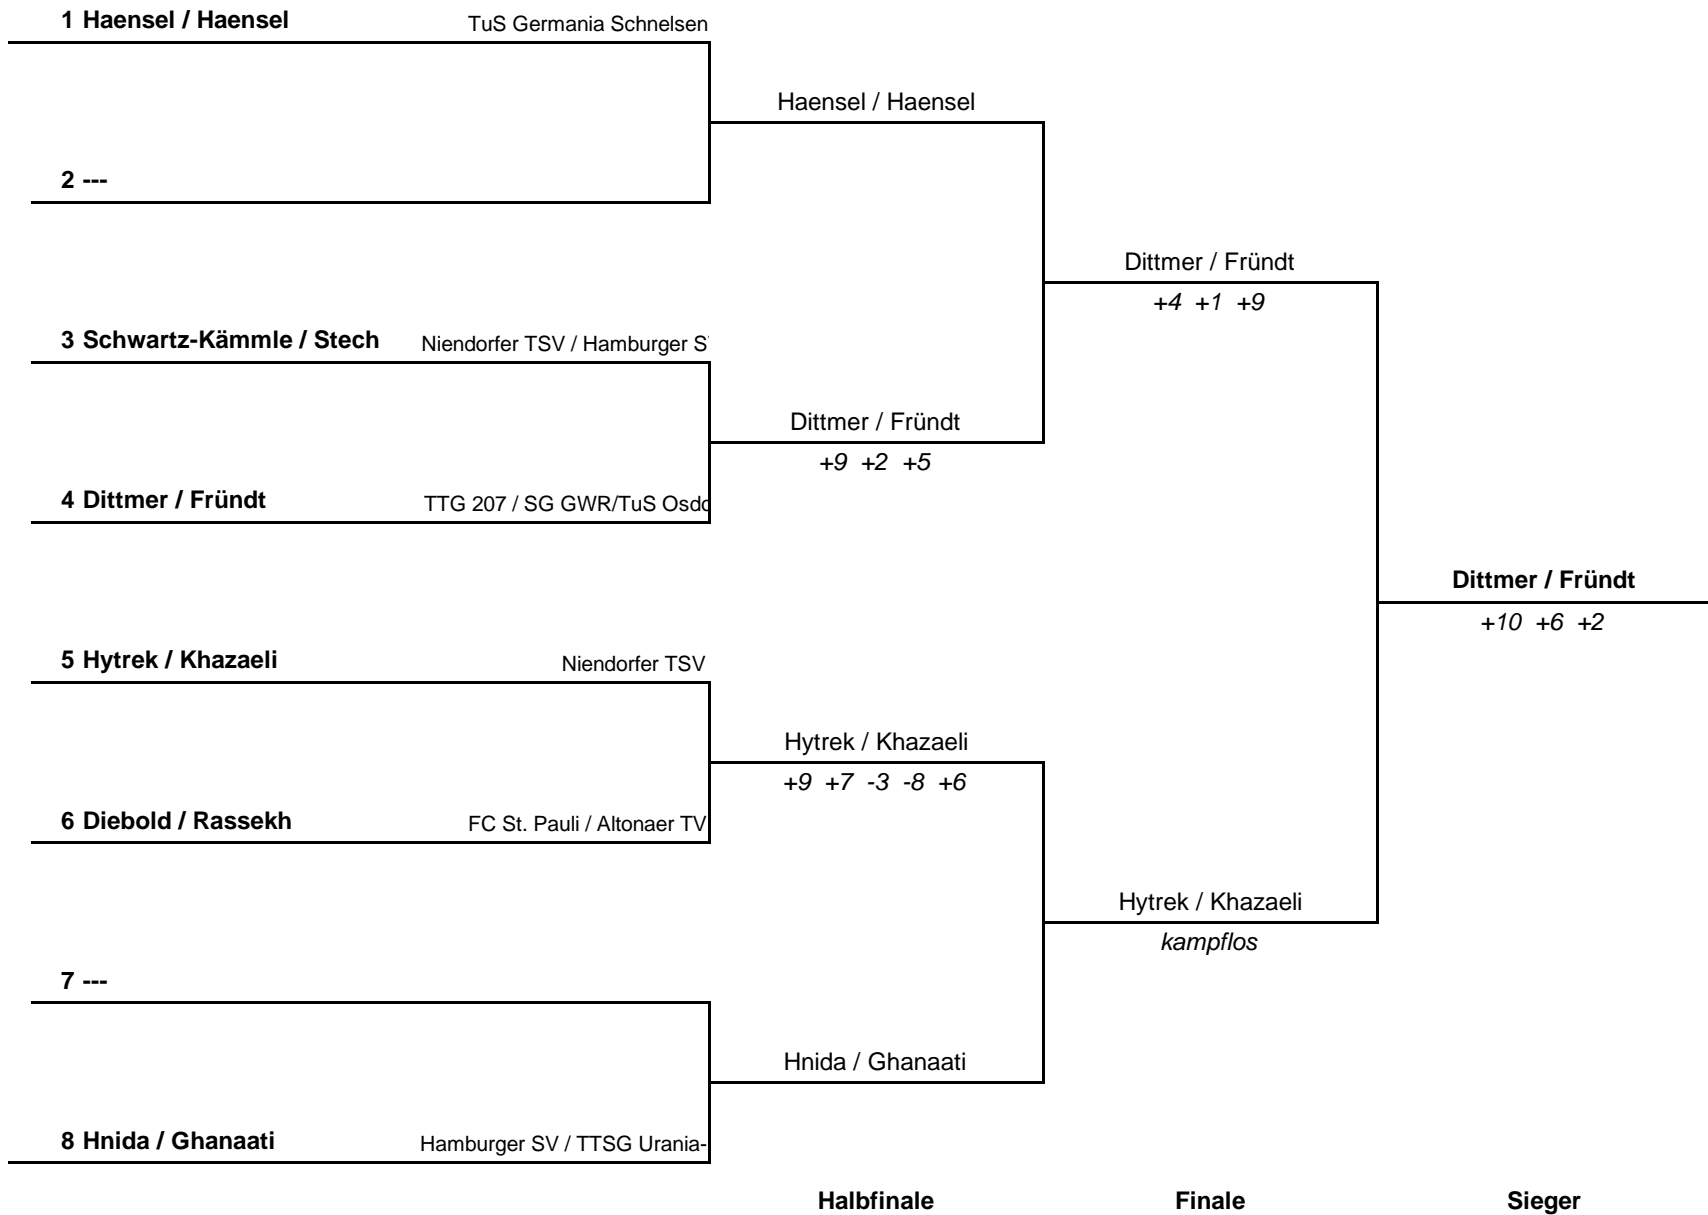 1 Haensel / Haensel TuS Germania Schnelsen
Haensel / Haensel
2 ---
Dittmer / Fründt
+4 +1 +9
3 Schwartz-Kämmle / Stech Niendorfer TSV / Hamburger S
Dittmer / Fründt
+9 +2 +5
4 Dittmer / Fründt TTG 207 / SG GWR/TuS Osdo
Dittmer / Fründt
+10 +6 +2
5 Hytrek / Khazaeli Niendorfer TSV
Hytrek / Khazaeli
+9 +7 -3 -8 +6
6 Diebold / Rassekh FC St. Pauli / Altonaer TV
Hytrek / Khazaeli
kampflos
7 ---
Hnida / Ghanaati
8 Hnida / Ghanaati Hamburger SV / TTSG Urania-
Halbfinale Finale Sieger